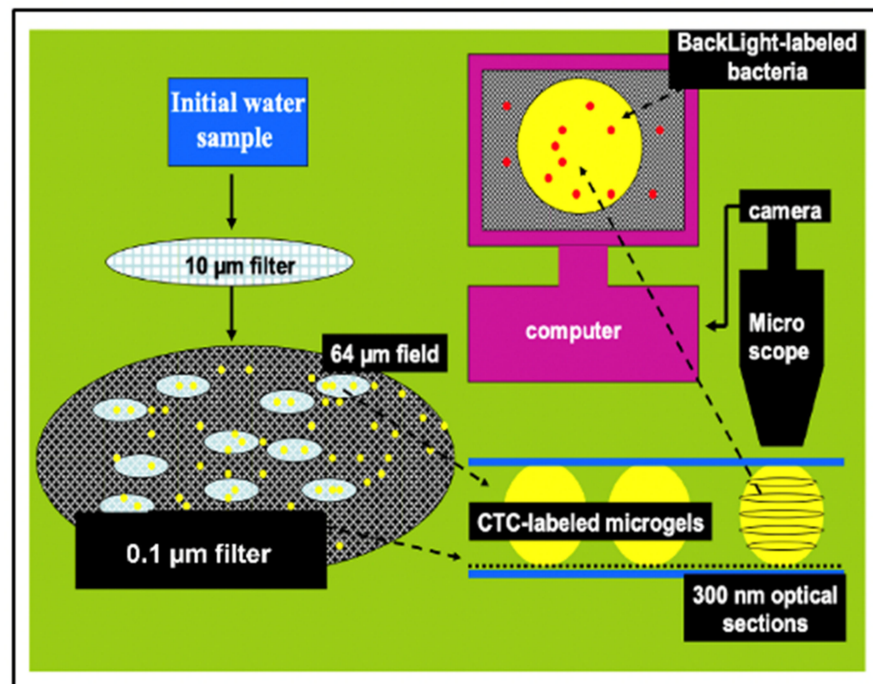 Initial water
sample
10 µm filter
64 µm field
0.1 µm filter
BackLight-labeled
bacteria
camera
Micro
scope
computer
CTC-labeled microgels
300 nm optical
sections